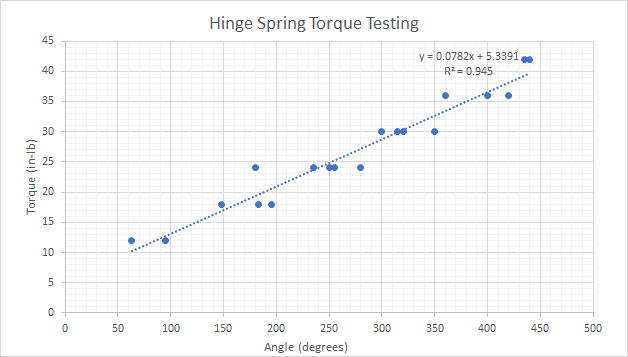 Hinge Spring Torque Testing
45
y = 0.0782x + 5.3391
R² = 0.945
40
35
30
25
20
15
10
5
0
Torque (in-lb)
0 50 100 150 200 250 300 350 400 450 500
Angle (degrees)